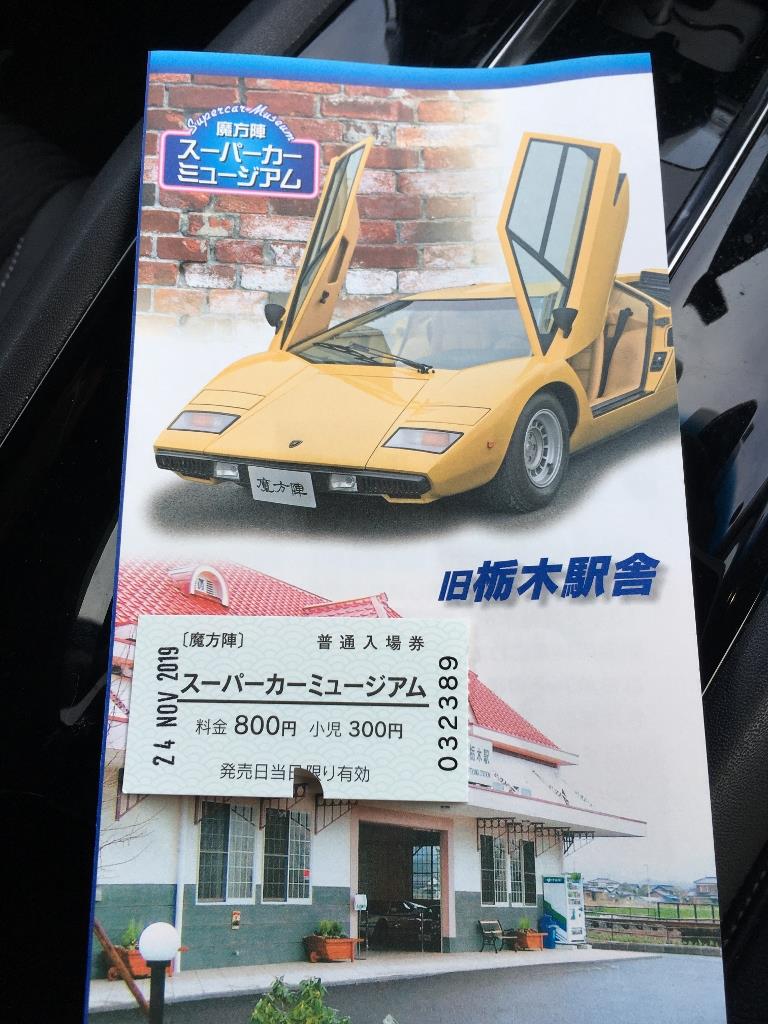 Supercar Museum
魔方陣
スーパーカー
ミュージアム
魔方陣
旧栃木駅舎
〔魔方陣〕 普通入場券
スーパーカーミュージアム
料金 800円 小児 300円
発売日当日限り有効
24 NOV 2019
032389
栃木駅